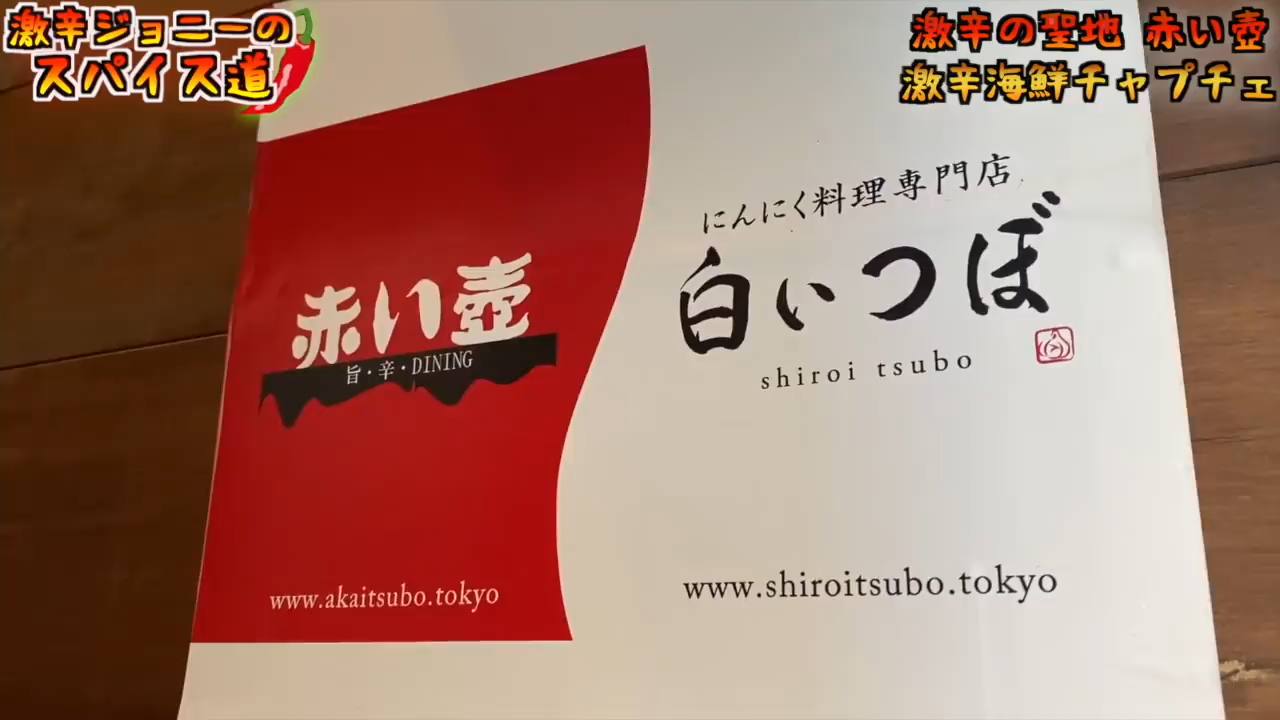 激辛ジョニーの
スパイス道
激辛の聖地 赤い壺
激辛海鮮チャプチェ
赤い壺
旨・辛・DINING
www.akaitsubo.tokyo
にんにく料理専門店
白いつぼ
shiroi tsubo
www.shiroitsubo.tokyo